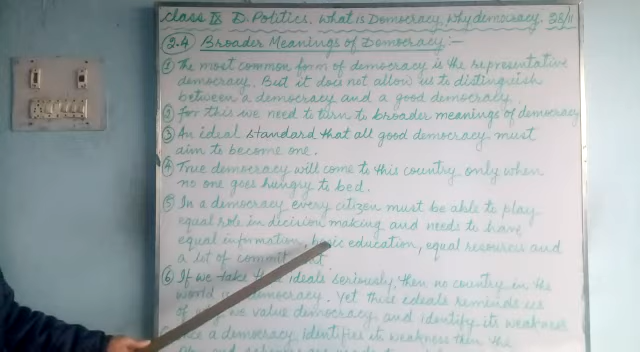 Class IX D. Politics. What is Democracy, Why democracy. 28/11
2.4 Broader Meanings of Democracy:-
① The most common form of democracy is the representative
democracy. But it does not allow us to distinguish
between a democracy and a good democracy.
② For this we need to turn to broader meanings of democracy
③ An ideal standard that all good democracy must
aim to become one.
④ True democracy will come to this country only when
no one goes hungry to bed.
⑤ In a democracy every citizen must be able to play
equal role in decision making and needs to have
equal information, basic education, equal resources and
a lot of
⑥ If we take these ideals seriously, then no country in the
world democracy. Yet these ideals reminds us
of why we value democracy and identify its weakness
a democracy identifies its weakness then the